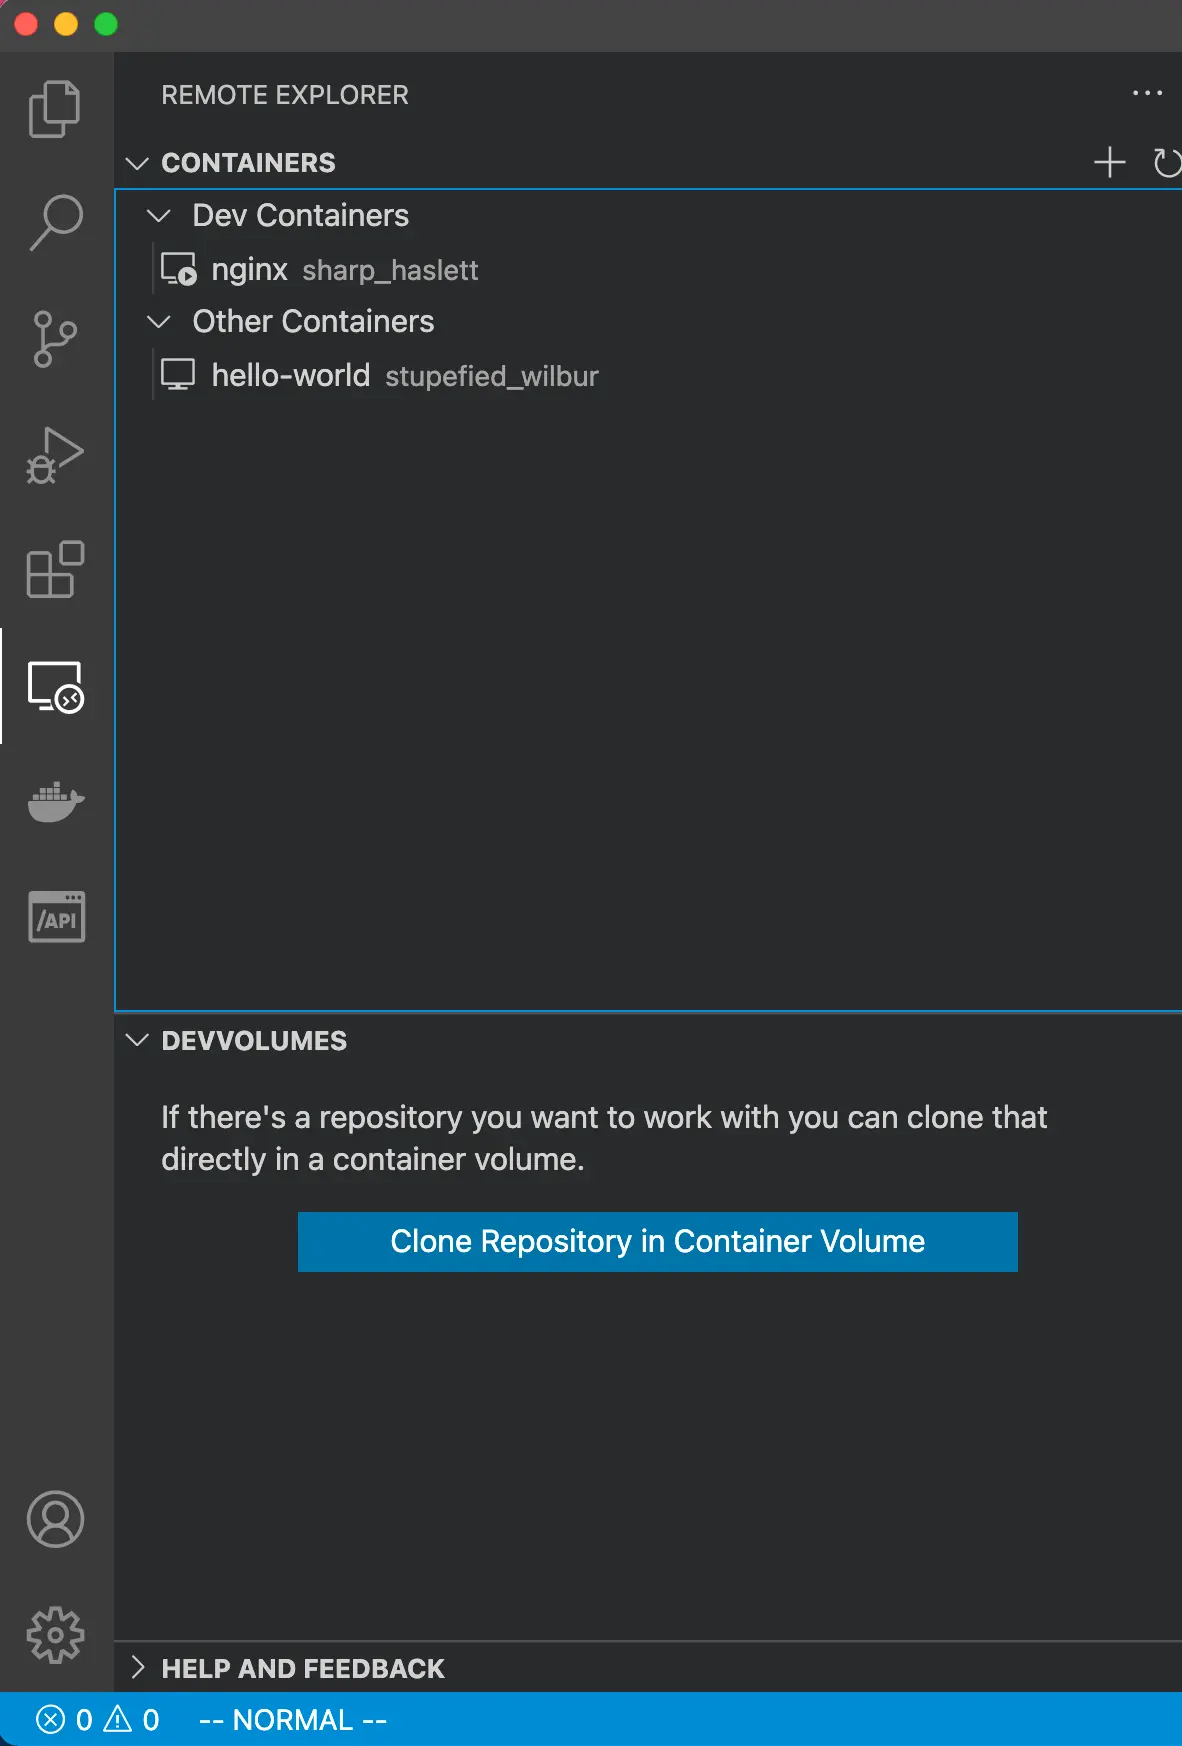 REMOTE EXPLORER
CONTAINERS
Dev Containers
nginx sharp_haslett
Other Containers
hello-world stupefied_wilbur
/API
DEVVOLUMES
If there's a repository you want to work with you can clone that
directly in a container volume.
Clone Repository in Container Volume
HELP AND FEEDBACK
0 0 -- NORMAL --